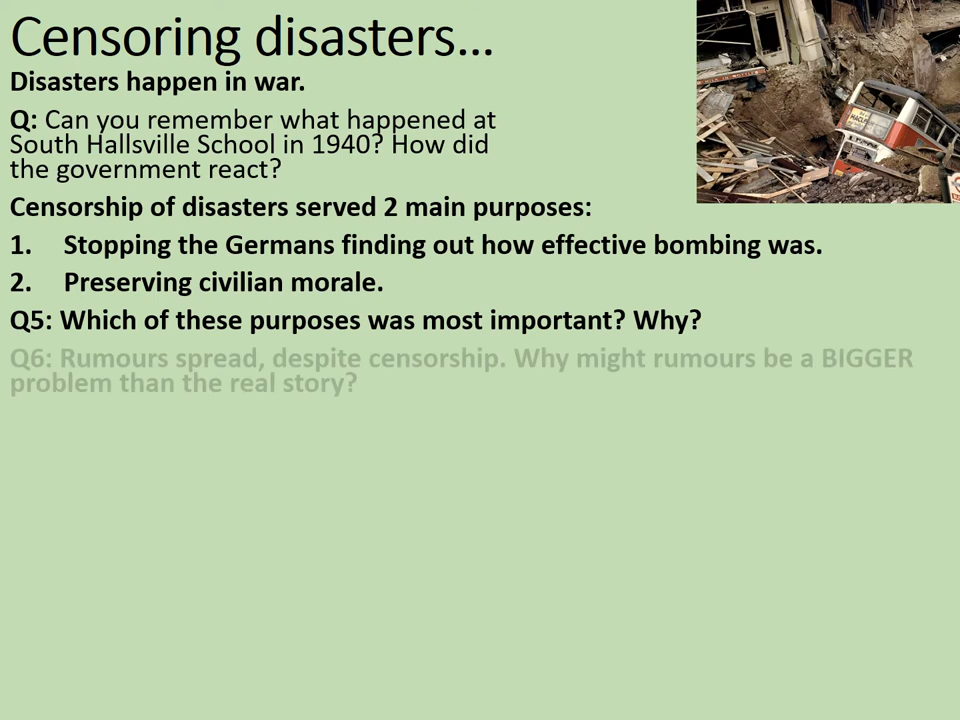 Censoring disasters…
Disasters happen in war.
Q: Can you remember what happened at
South Hallsville School in 1940? How did
the government react?
Censorship of disasters served 2 main purposes:
1. Stopping the Germans finding out how effective bombing was.
2. Preserving civilian morale.
Q5: Which of these purposes was most important? Why?
Q6: Rumours spread, despite censorship. Why might rumours be a BIGGER
problem than the real story?